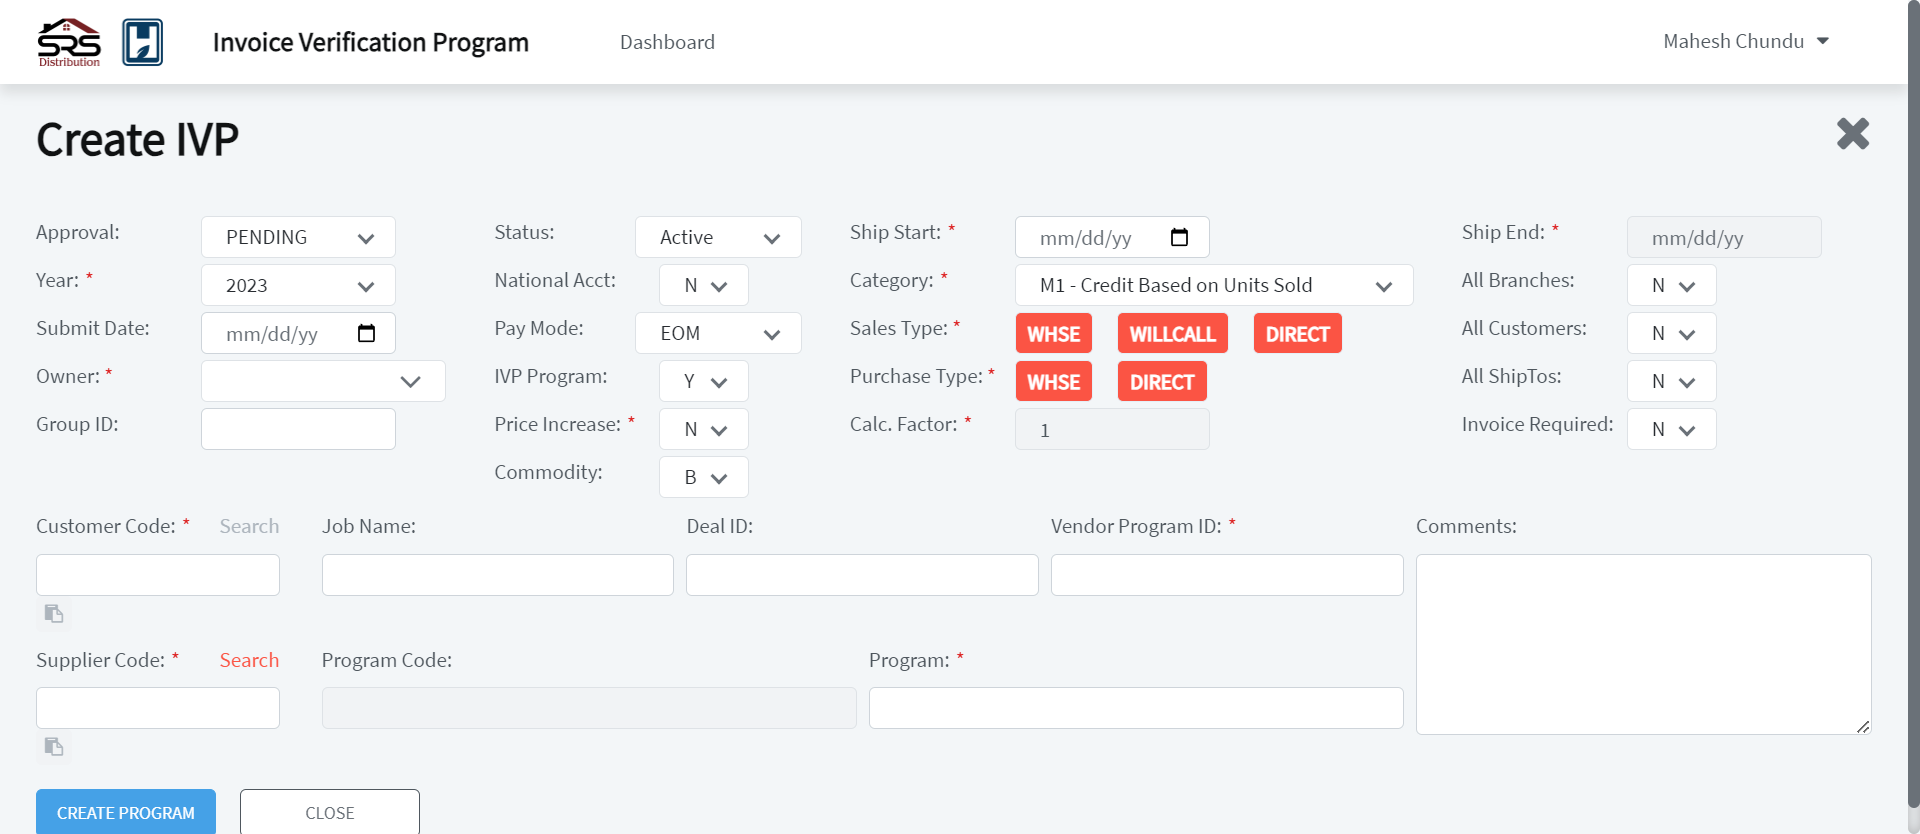 SRS
Distribution
H
Invoice Verification Program
Dashboard
Mahesh Chundu
Create IVP
Approval: PENDING Status: Active Ship Start: * mm/dd/yy Ship End: * mm/dd/yy
Year: * 2023 National Acct: N Category: * M1 - Credit Based on Units Sold All Branches: N
Submit Date: mm/dd/yy Pay Mode: EOM Sales Type: * WHSE WILLCALL DIRECT All Customers: N
Owner: * IVP Program: Y Purchase Type: * WHSE DIRECT All ShipTos: N
Group ID: Price Increase: * N Calc. Factor: * 1 Invoice Required: N
Commodity: B
Customer Code: * Search Job Name: Deal ID: Vendor Program ID: * Comments:
Supplier Code: * Search Program Code: Program: *
CREATE PROGRAM CLOSE